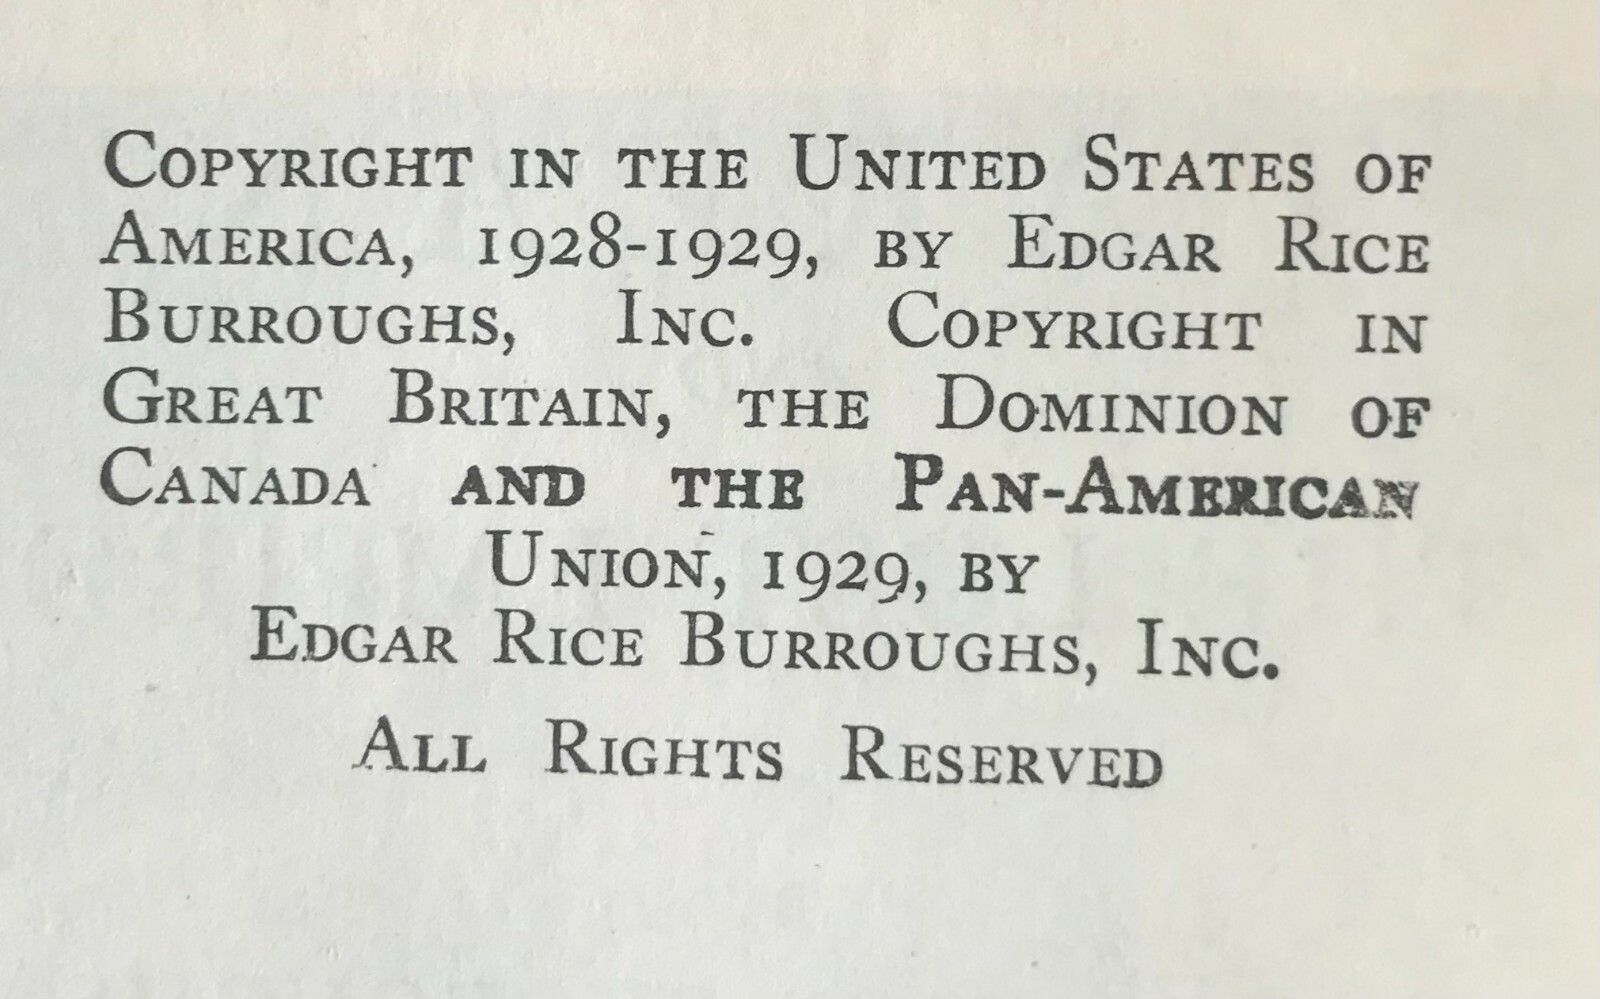 Copyright in the United States of
America, 1928-1929, by Edgar Rice
Burroughs, Inc. Copyright in
Great Britain, the Dominion of
Canada and the Pan-American
Union, 1929, by
Edgar Rice Burroughs, Inc.
All Rights Reserved